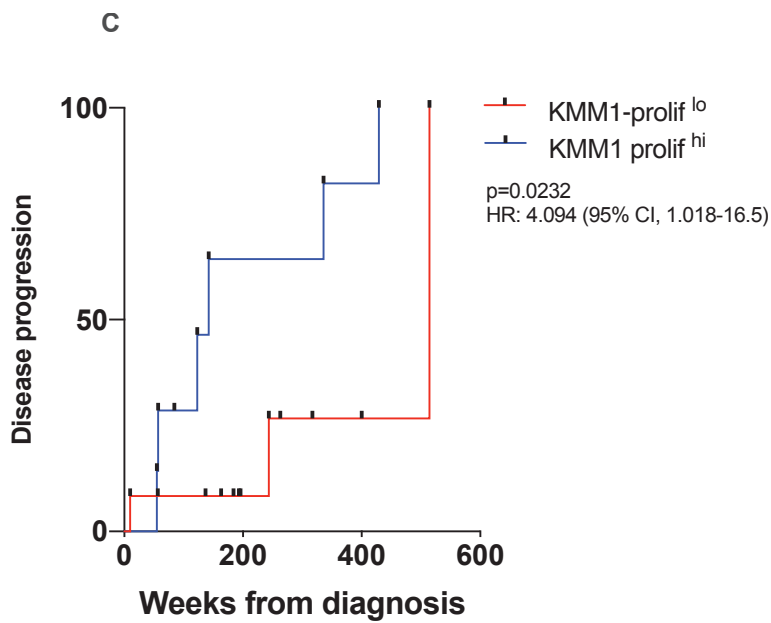 C
100
50
0
0 200 400 600
Disease progression
Weeks from diagnosis
KMM1-prolif lo
KMM1 prolif hi
p=0.0232
HR: 4.094 (95% CI, 1.018-16.5)